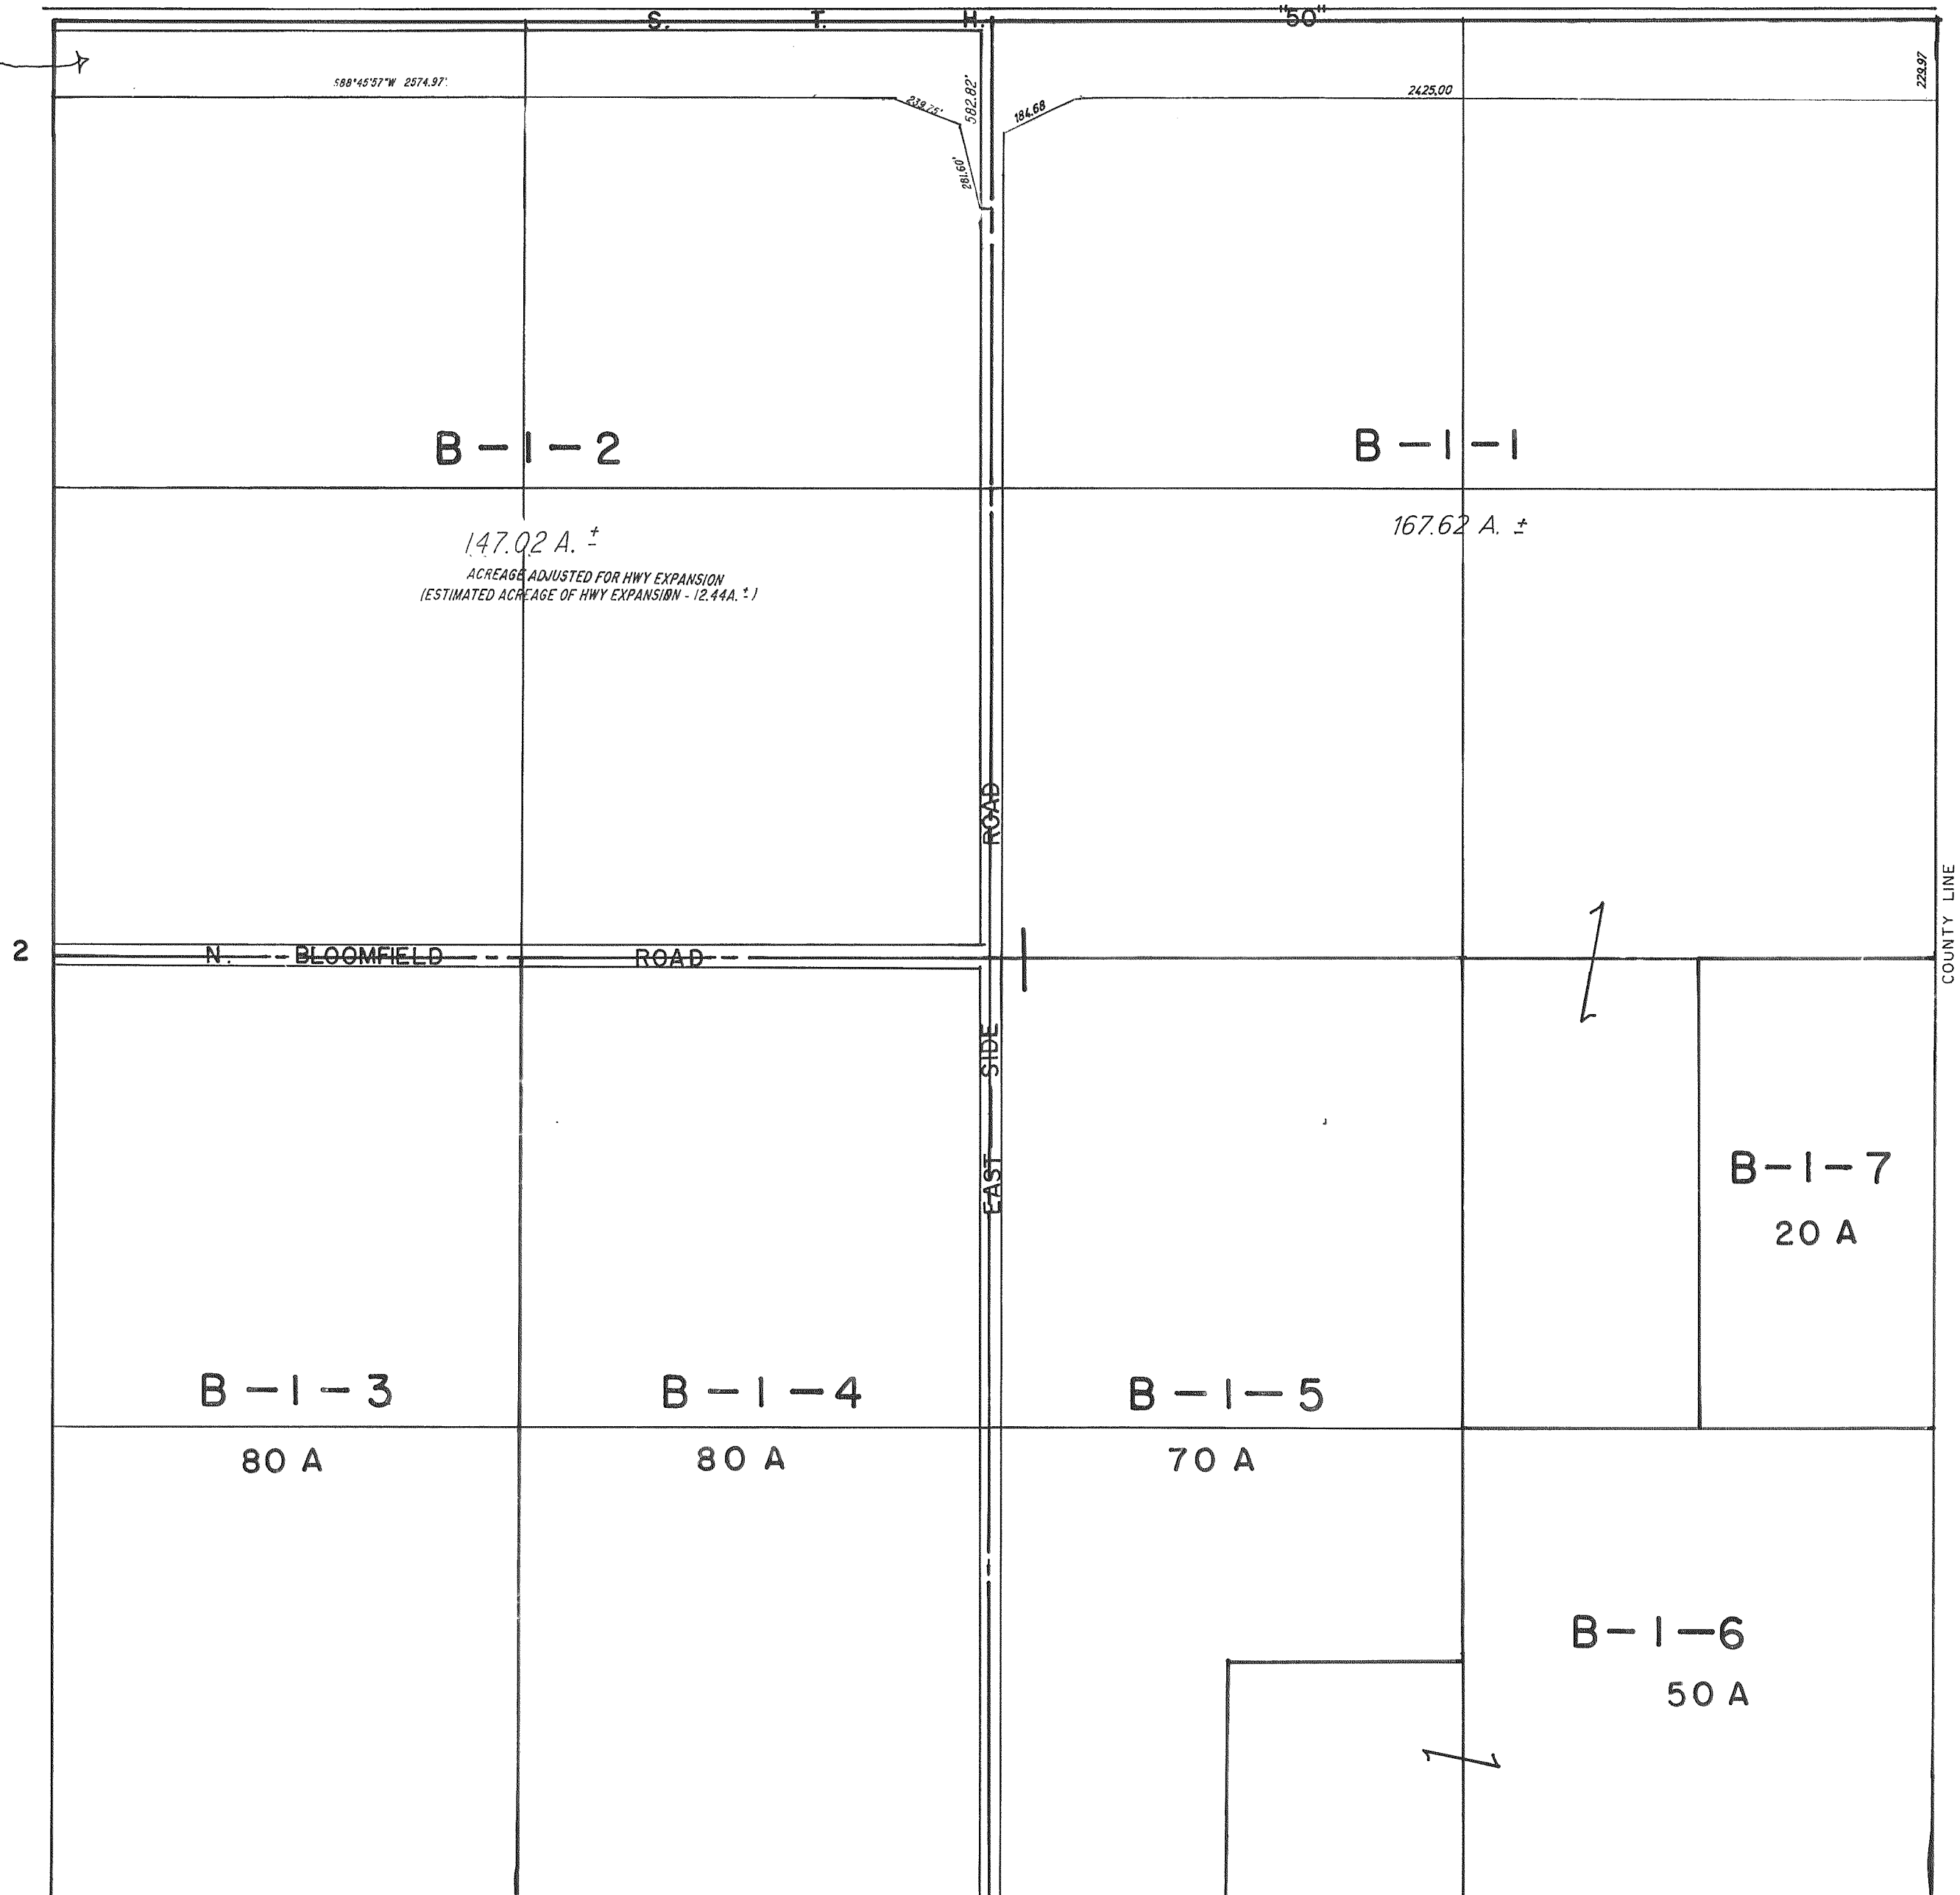 S. T. H. "50"
S88°45'57"W 2574.97'
239.75'
582.82'
281.60'
184.68
2425.00
229.97
B-1-2
B-1-1
147.02 A. ±
167.62 A. ±
ACREAGE ADJUSTED FOR HWY EXPANSION
(ESTIMATED ACREAGE OF HWY EXPANSION - 12.44A. ±)
EAST SIDE ROAD
COUNTY LINE
2
N. BLOOMFIELD ROAD
B-1-7
20 A
B-1-3
B-1-4
B-1-5
80 A
80 A
70 A
B-1-6
50 A